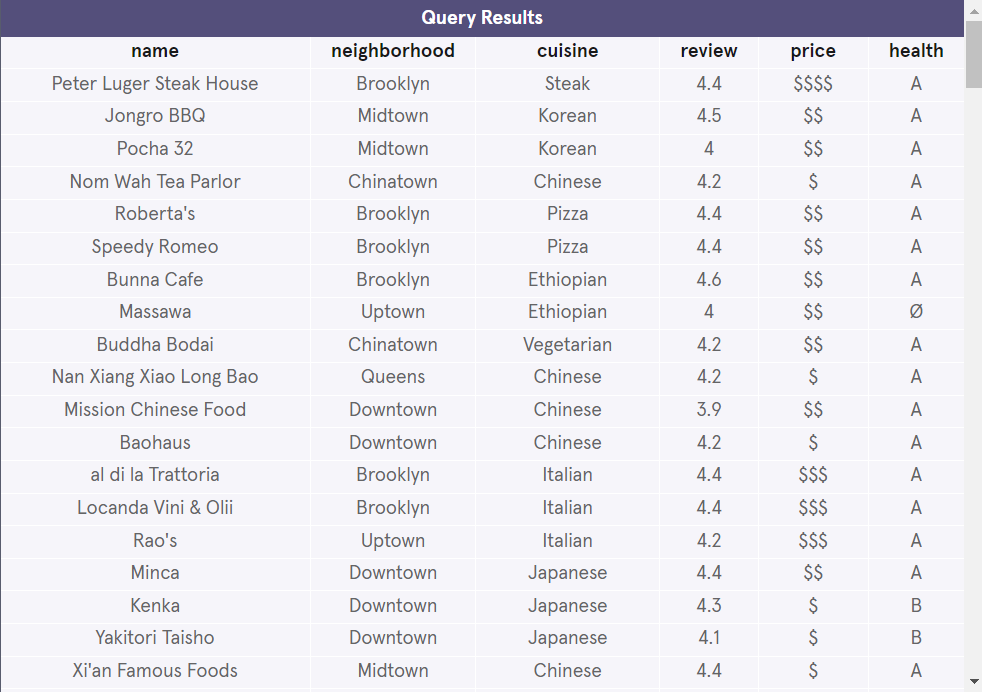 Query Results
name neighborhood cuisine review price health
Peter Luger Steak House Brooklyn Steak 4.4 $$$$ A
Jongro BBQ Midtown Korean 4.5 $$ A
Pocha 32 Midtown Korean 4 $$ A
Nom Wah Tea Parlor Chinatown Chinese 4.2 $ A
Roberta's Brooklyn Pizza 4.4 $$ A
Speedy Romeo Brooklyn Pizza 4.4 $$ A
Bunna Cafe Brooklyn Ethiopian 4.6 $$ A
Massawa Uptown Ethiopian 4 $$ Ø
Buddha Bodai Chinatown Vegetarian 4.2 $$ A
Nan Xiang Xiao Long Bao Queens Chinese 4.2 $ A
Mission Chinese Food Downtown Chinese 3.9 $$ A
Baohaus Downtown Chinese 4.2 $ A
al di la Trattoria Brooklyn Italian 4.4 $$$ A
Locanda Vini & Olii Brooklyn Italian 4.4 $$$ A
Rao's Uptown Italian 4.2 $$$ A
Minca Downtown Japanese 4.4 $$ A
Kenka Downtown Japanese 4.3 $ B
Yakitori Taisho Downtown Japanese 4.1 $ B
Xi'an Famous Foods Midtown Chinese 4.4 $ A